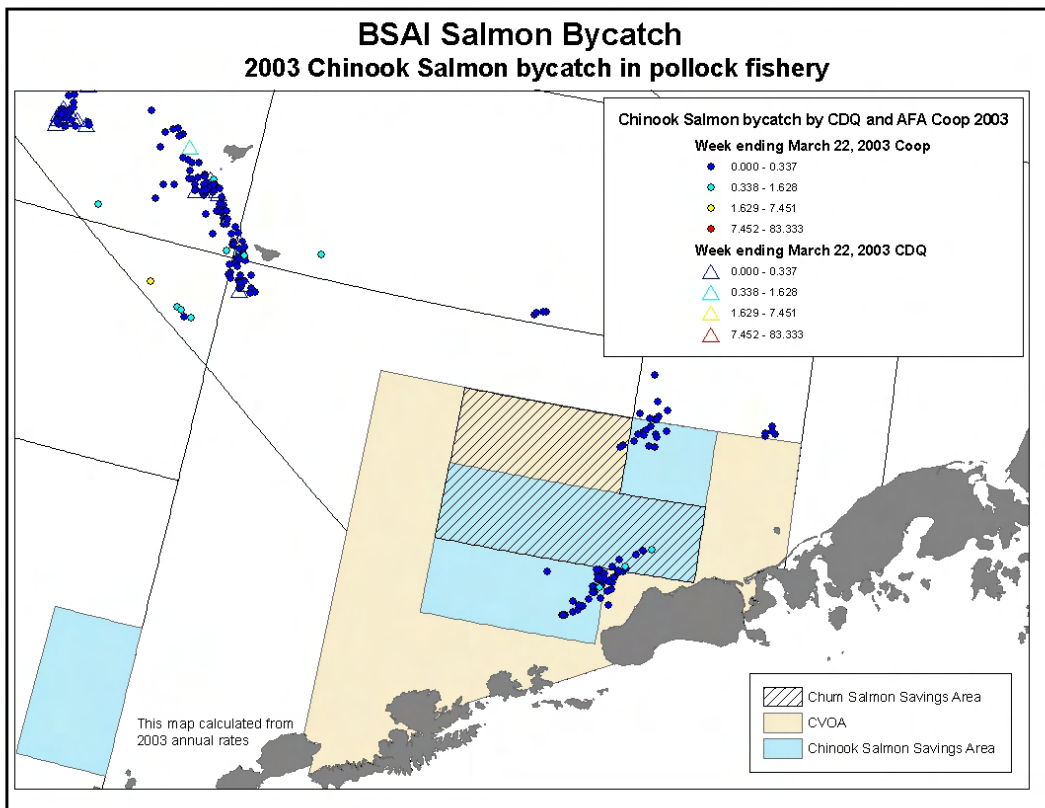 BSAI Salmon Bycatch
2003 Chinook Salmon bycatch in pollock fishery
Chinook Salmon bycatch by CDQ and AFA Coop 2003
Week ending March 22, 2003 Coop
0.000 - 0.337
0.338 - 1.628
1.629 - 7.451
7.452 - 83.333
Week ending March 22, 2003 CDQ
0.000 - 0.337
0.338 - 1.628
1.629 - 7.451
7.452 - 83.333
This map calculated from
2003 annual rates
Chum Salmon Savings Area
CVOA
Chinook Salmon Savings Area